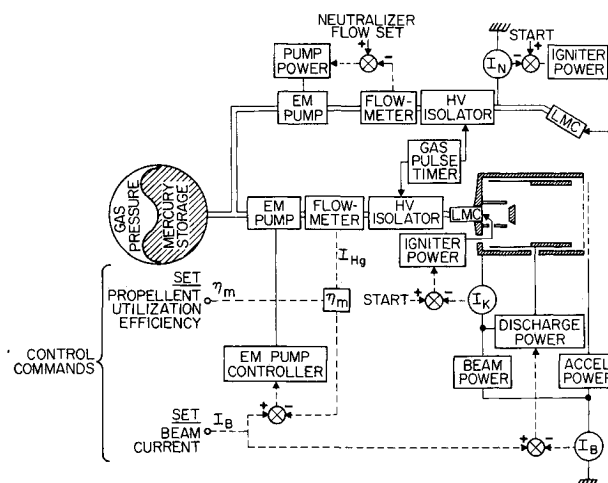 NEUTRALIZER
FLOW SET
START
+
-
+
-
PUMP
POWER
I_N
IGNITER
POWER
EM
PUMP
FLOW-
METER
HV
ISOLATOR
LMC
GAS
PULSE
TIMER
GAS
PRESSURE
MERCURY
STORAGE
EM
PUMP
FLOW-
METER
HV
ISOLATOR
LMC
IGNITER
POWER
I_Hg
SET
PROPELLENT
UTILIZATION
EFFICIENCY
η_m
η_m
START
+
-
I_K
DISCHARGE
POWER
CONTROL
COMMANDS
EM PUMP
CONTROLLER
BEAM
POWER
ACCEL
POWER
SET
BEAM
CURRENT
I_B
+
-
+
-
I_B